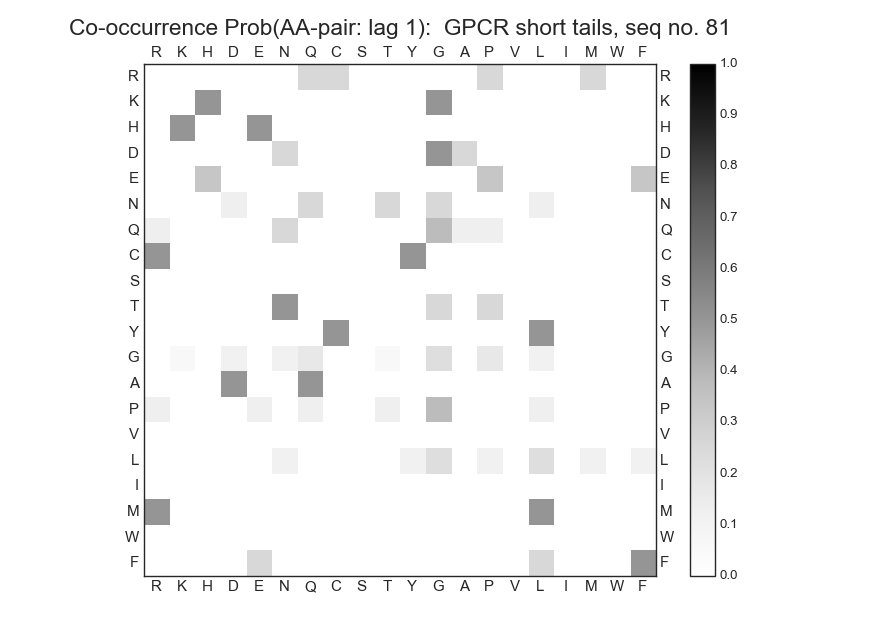 Co-occurrence Prob(AA-pair: lag 1):  GPCR short tails, seq no. 81
R K H D E N Q C S T Y G A P V L I M W F
R R 1.0
K K 0.9
H H
D D 0.8
E E
N N 0.7
Q Q
C C 0.6
S S
T T 0.5
Y Y
G G 0.4
A A
P P 0.3
V V
L L 0.2
I I
M M 0.1
W W
F F 0.0
R K H D E N Q C S T Y G A P V L I M W F